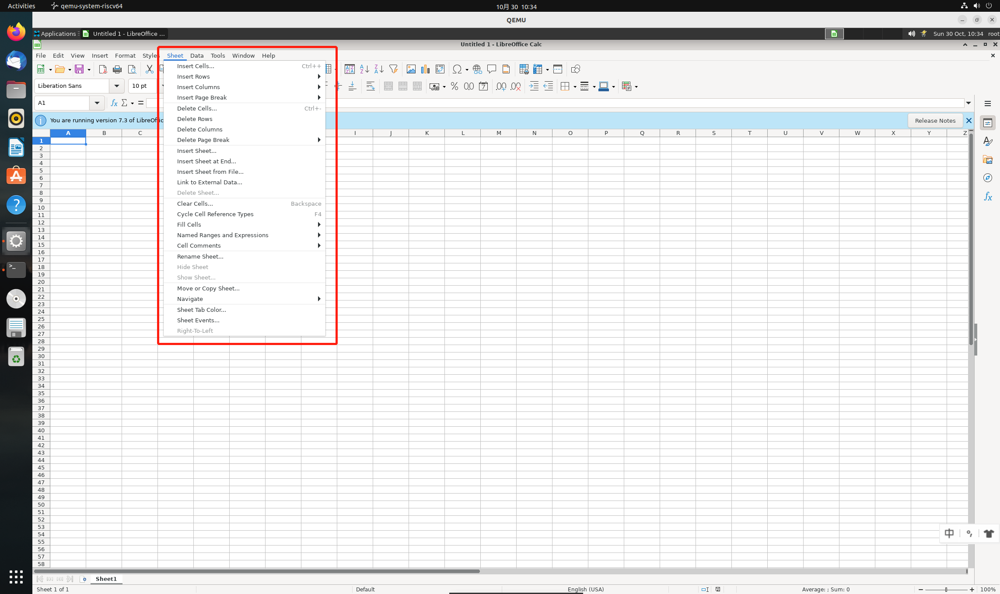 Activities qemu-system-riscv64 10月 30 10:34
QEMU
Applications Untitled 1 - LibreOffice ... Sun 30 Oct, 10:34 root
Untitled 1 - LibreOffice Calc
File Edit View Insert Format Styles Sheet Data Tools Window Help
Liberation Sans 10 pt
A1
You are running version 7.3 of LibreOffic
Release Notes
Insert Cells... Ctrl++
Insert Rows
Insert Columns
Insert Page Break
Delete Cells... Ctrl+-
Delete Rows
Delete Columns
Delete Page Break
Insert Sheet...
Insert Sheet at End...
Insert Sheet from File...
Link to External Data...
Delete Sheet...
Clear Cells... Backspace
Cycle Cell Reference Types F4
Fill Cells
Named Ranges and Expressions
Cell Comments
Rename Sheet...
Hide Sheet
Show Sheet...
Move or Copy Sheet...
Navigate
Sheet Tab Color...
Sheet Events...
Right-To-Left
A B C I J K L M N O P Q R S T U V W X Y Z
1
2
3
4
5
6
7
8
9
10
11
12
13
14
15
16
17
18
19
20
21
22
23
24
25
26
27
28
29
30
31
32
33
34
35
36
37
38
39
40
41
42
43
44
45
46
47
48
49
50
51
52
53
54
55
56
57
58
中
Sheet1
Sheet 1 of 1 Default English (USA) Average: ; Sum: 0 100%